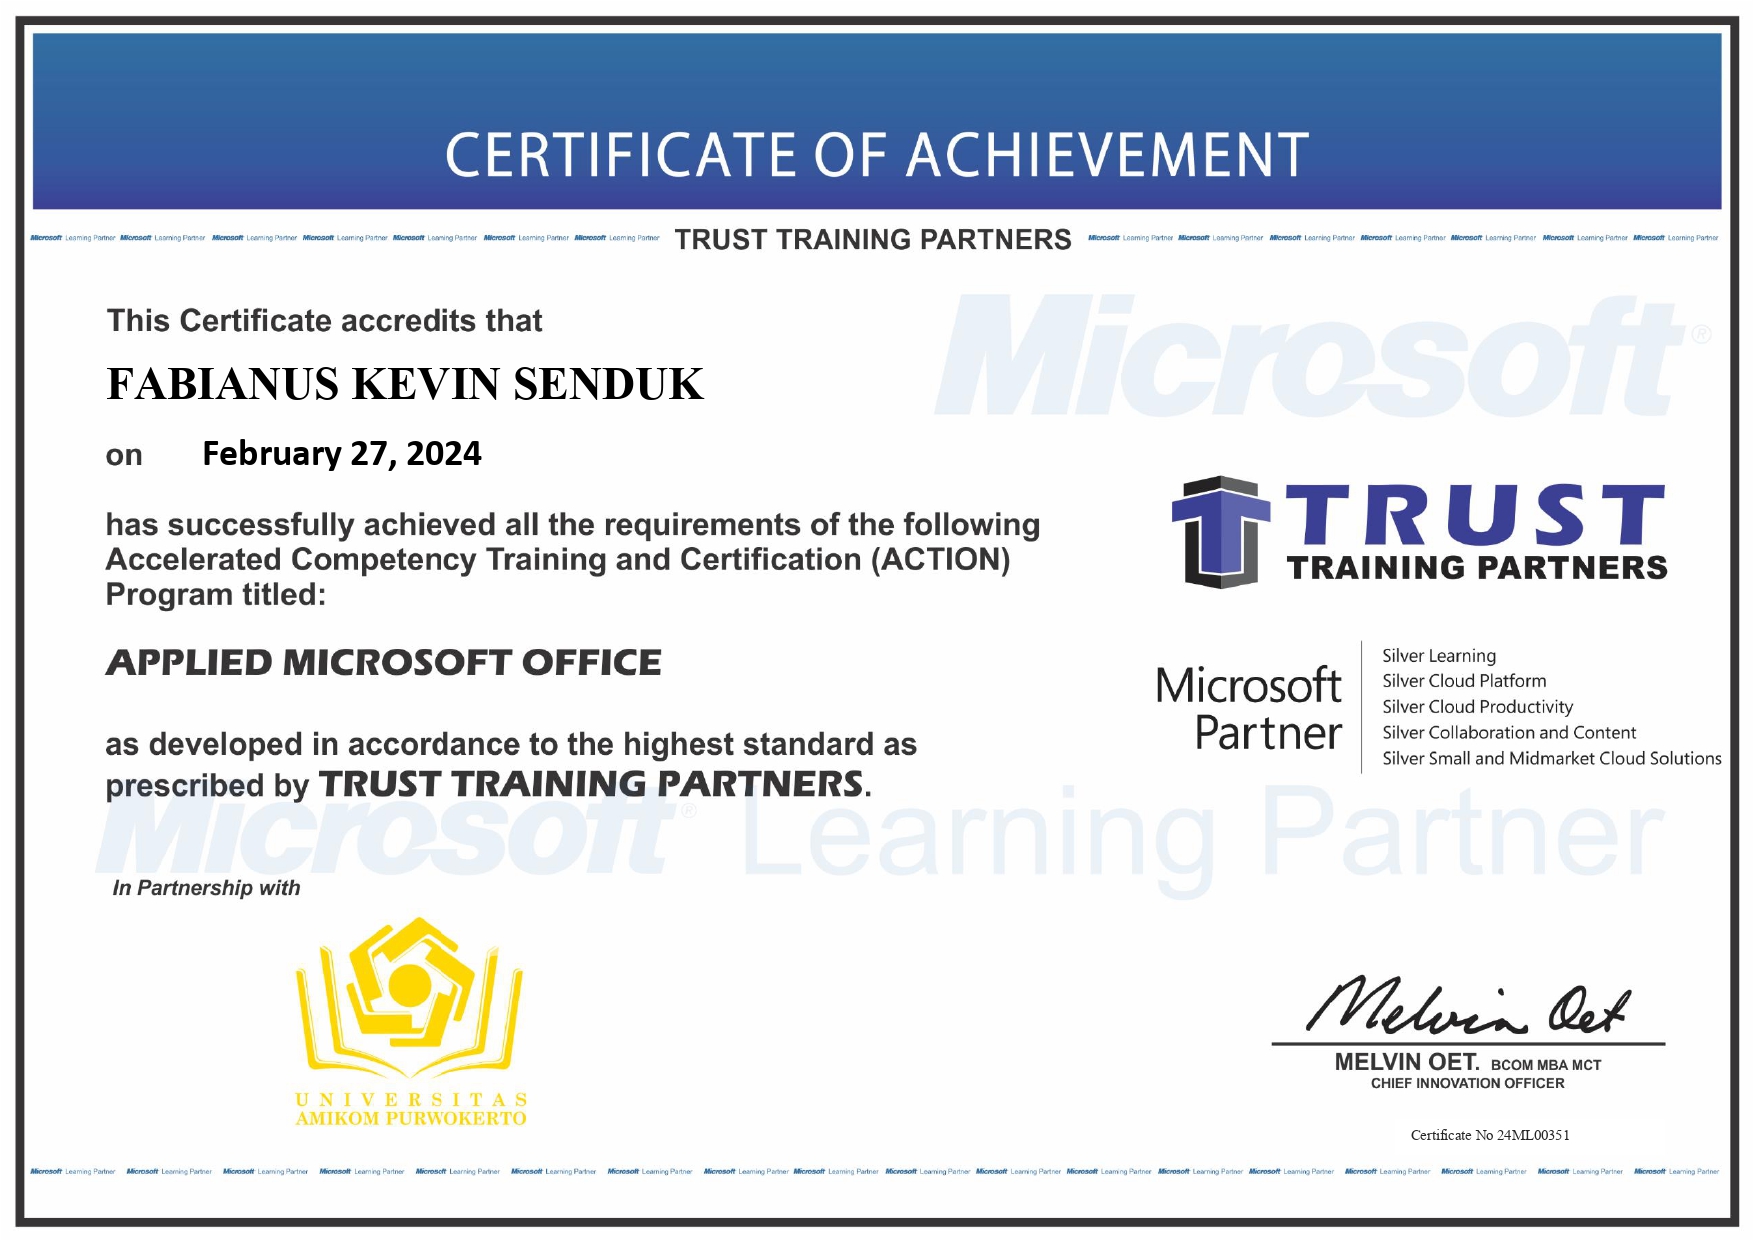 CERTIFICATE OF ACHIEVEMENT
Microsoft Learning Partner Microsoft Learning Partner Microsoft Learning Partner Microsoft Learning Partner Microsoft Learning Partner Microsoft Learning Partner Microsoft Learning Partner TRUST TRAINING PARTNERS Microsoft Learning Partner Microsoft Learning Partner Microsoft Learning Partner Microsoft Learning Partner Microsoft Learning Partner Microsoft Learning Partner Microsoft Learning Partner
This Certificate accredits that
Microsoft®
FABIANUS KEVIN SENDUK
on February 27, 2024
has successfully achieved all the requirements of the following
Accelerated Competency Training and Certification (ACTION)
Program titled:
TRUST
TRAINING PARTNERS
APPLIED MICROSOFT OFFICE
Microsoft
Partner
Silver Learning
Silver Cloud Platform
Silver Cloud Productivity
Silver Collaboration and Content
Silver Small and Midmarket Cloud Solutions
as developed in accordance to the highest standard as
prescribed by TRUST TRAINING PARTNERS.
Microsoft® Learning Partner
In Partnership with
UNIVERSITAS
AMIKOM PURWOKERTO
Melvin Oet
MELVIN OET. BCOM MBA MCT
CHIEF INNOVATION OFFICER
Certificate No 24ML00351
Microsoft Learning Partner Microsoft Learning Partner Microsoft Learning Partner Microsoft Learning Partner Microsoft Learning Partner Microsoft Learning Partner Microsoft Learning Partner Microsoft Learning Partner Microsoft Learning Partner Microsoft Learning Partner Microsoft Learning Partner Microsoft Learning Partner Microsoft Learning Partner Microsoft Learning Partner Microsoft Learning Partner Microsoft Learning Partner Microsoft Learning Partner Microsoft Learning Partner